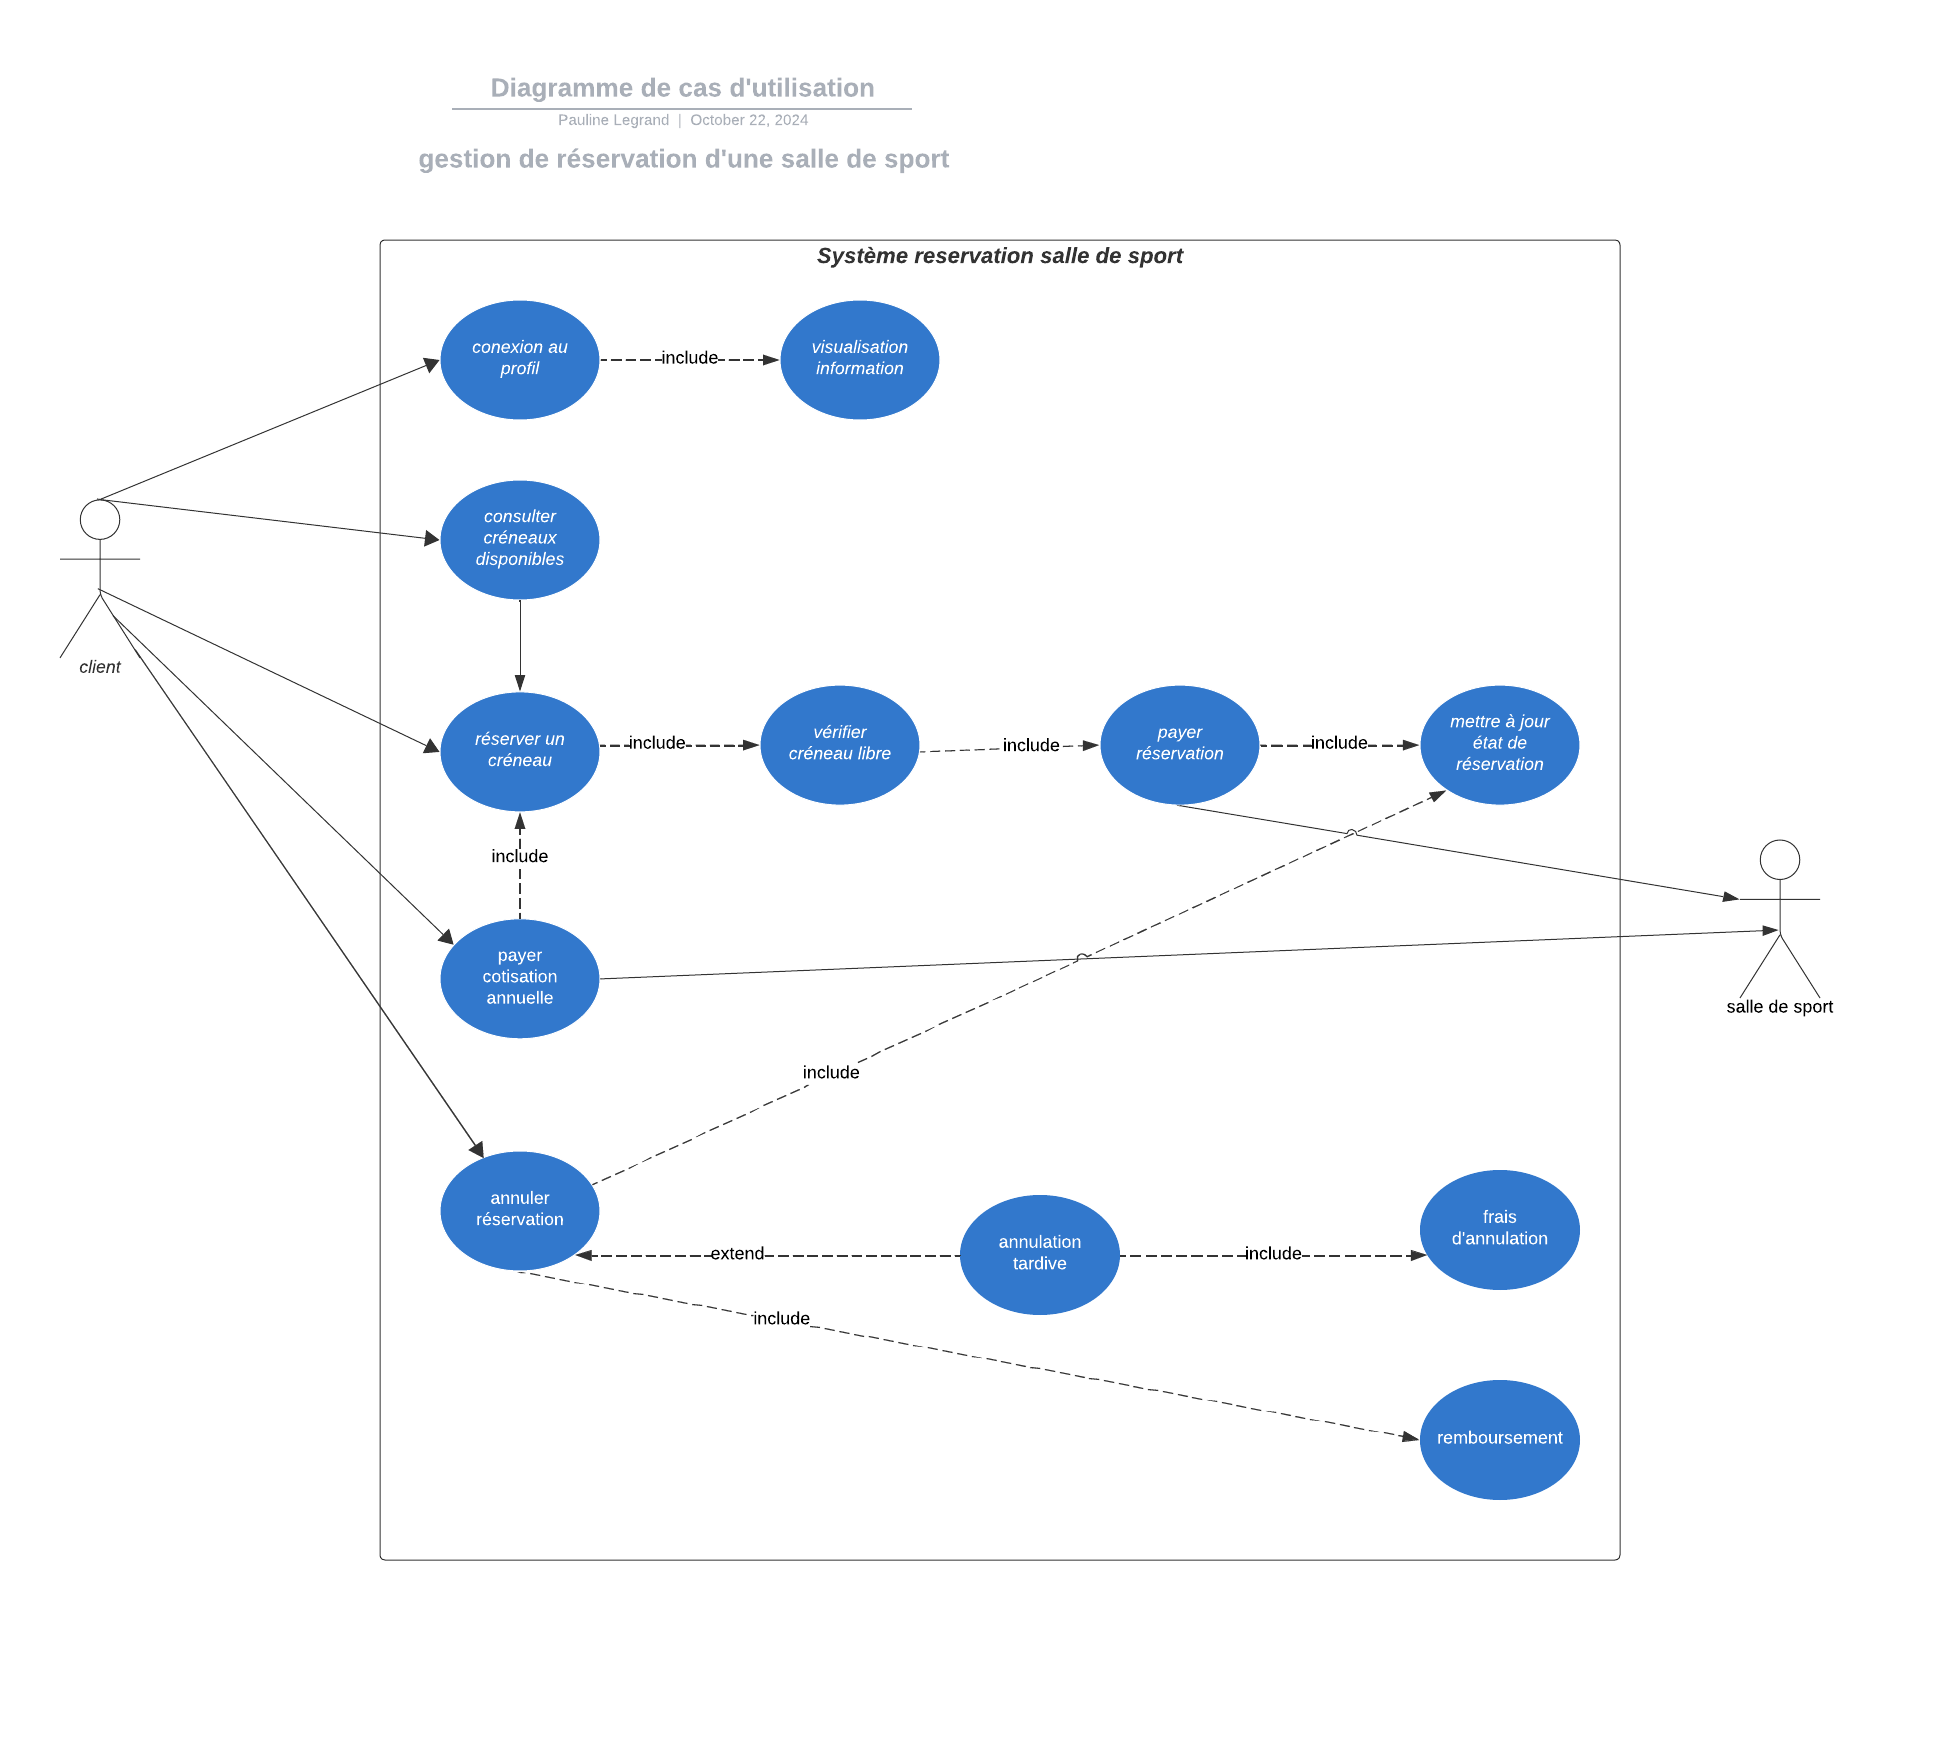 Diagramme de cas d'utilisation
Pauline Legrand | October 22, 2024
gestion de réservation d'une salle de sport
Système reservation salle de sport
conexion au
profil
include
visualisation
information
consulter
créneaux
disponibles
client
réserver un
créneau
include
vérifier
créneau libre
include
payer
réservation
include
mettre à jour
état de
réservation
include
payer
cotisation
annuelle
salle de sport
include
annuler
réservation
extend
annulation
tardive
include
frais
d'annulation
include
remboursement